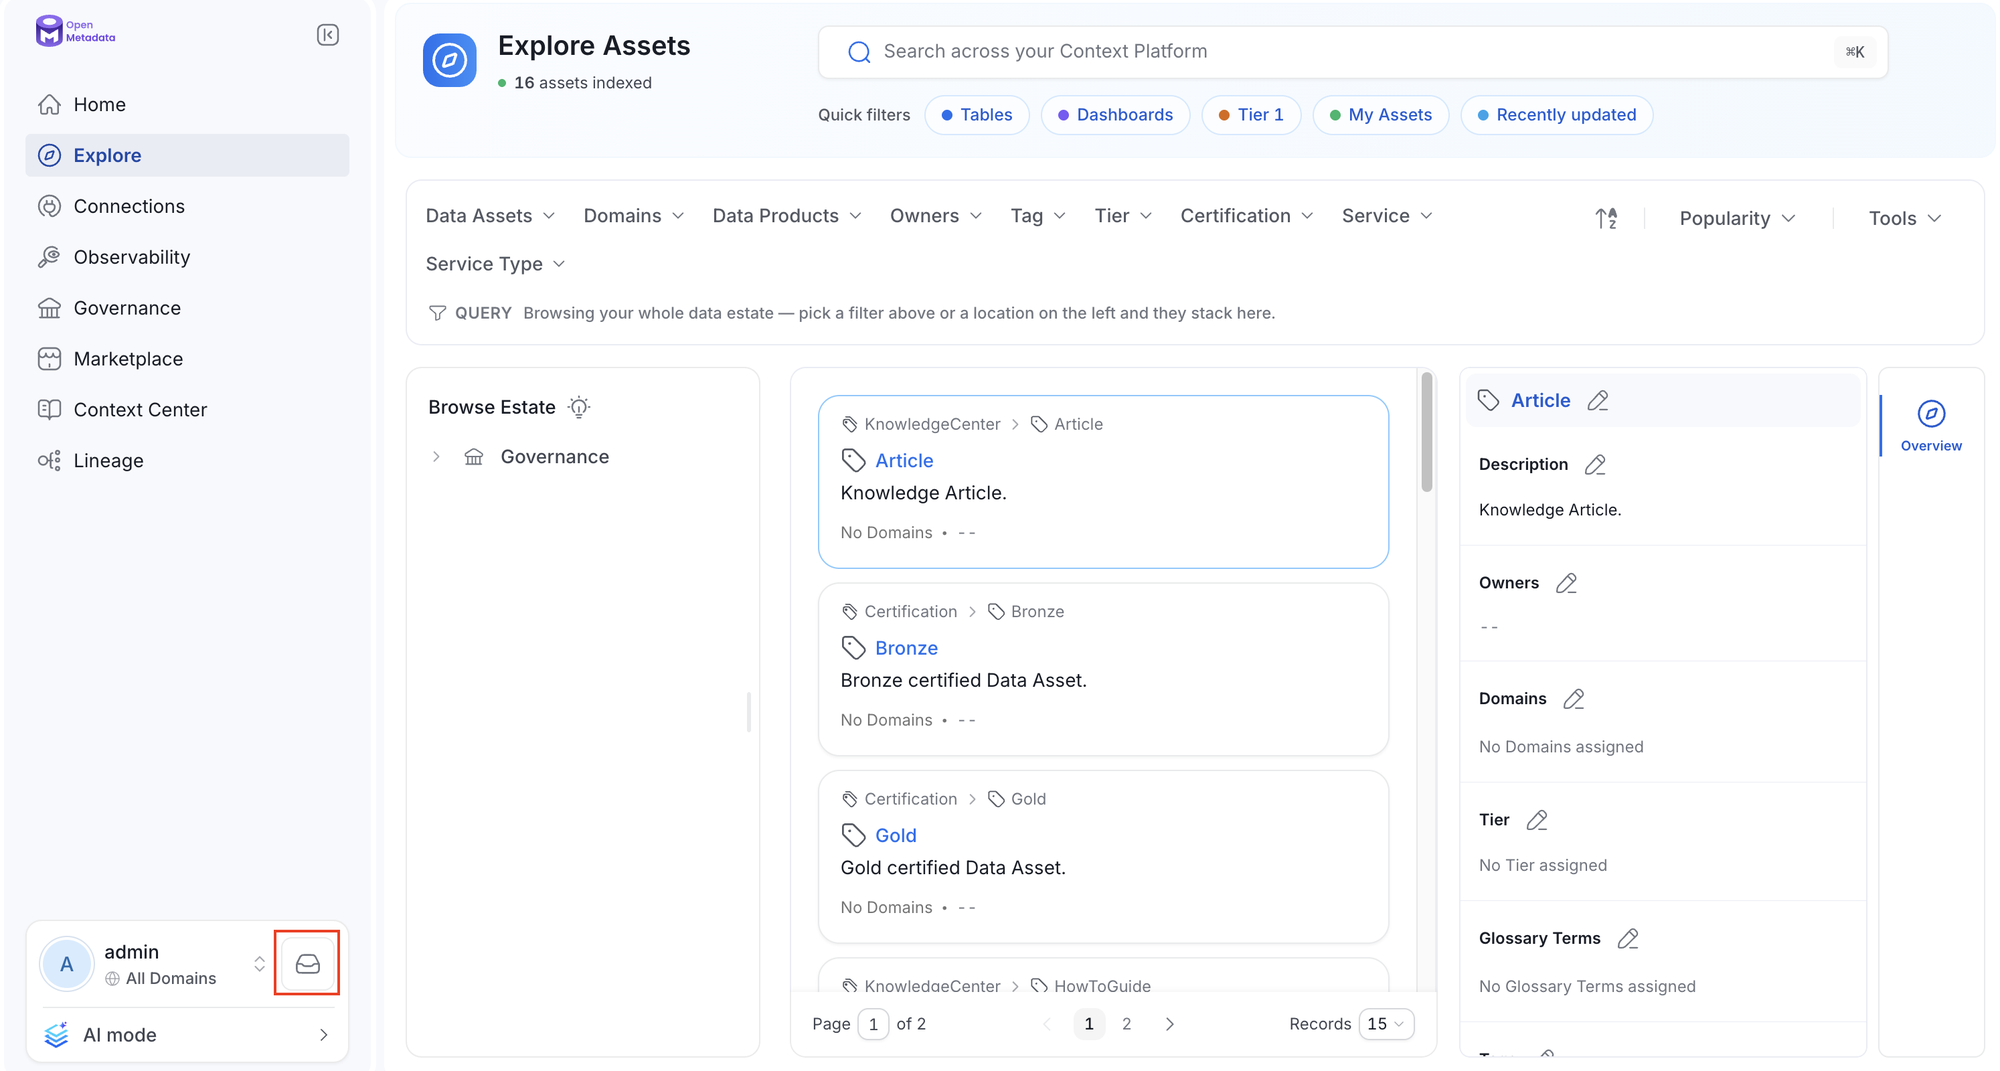 Open
Metadata
Home
Explore
Connections
Observability
Governance
Marketplace
Context Center
Lineage
A
admin
All Domains
AI mode
Explore Assets
16 assets indexed
Search across your Context Platform
⌘K
Quick filters
Tables
Dashboards
Tier 1
My Assets
Recently updated
Data Assets
Domains
Data Products
Owners
Tag
Tier
Certification
Service
Service Type
Popularity
Tools
QUERY Browsing your whole data estate — pick a filter above or a location on the left and they stack here.
Browse Estate
Governance
KnowledgeCenter > Article
Article
Knowledge Article.
No Domains • --
Certification > Bronze
Bronze
Bronze certified Data Asset.
No Domains • --
Certification > Gold
Gold
Gold certified Data Asset.
No Domains • --
KnowledgeCenter > HowToGuide
Page 1 of 2
1
2
Records 15
Article
Description
Knowledge Article.
Owners
--
Domains
No Domains assigned
Tier
No Tier assigned
Glossary Terms
No Glossary Terms assigned
Overview